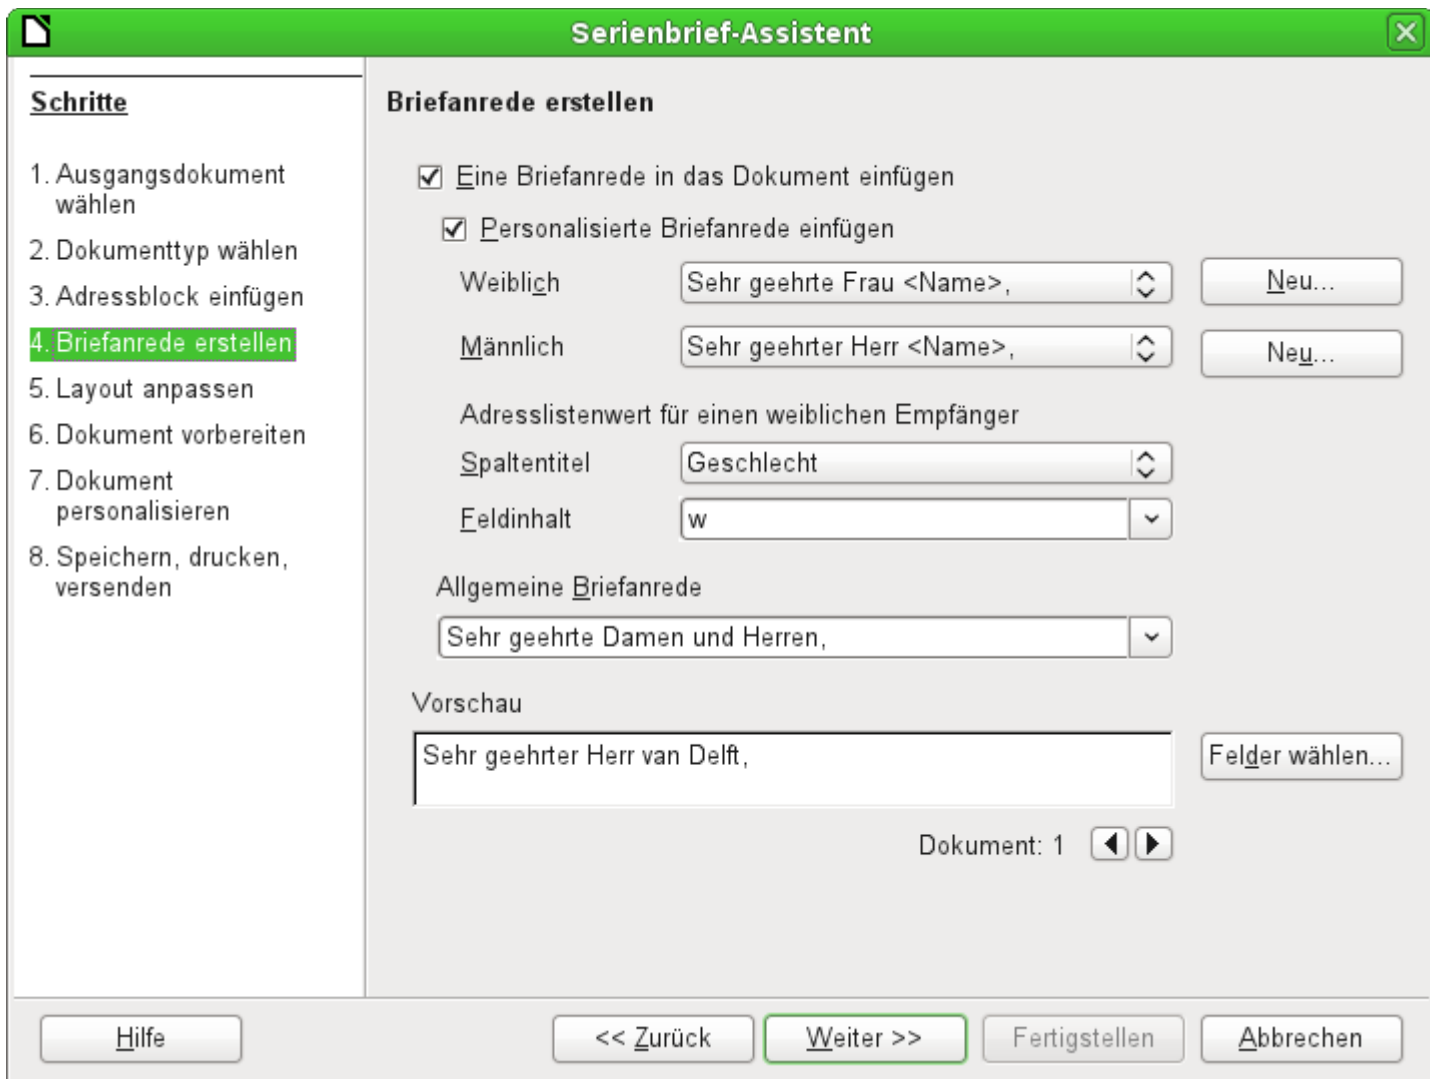 Serienbrief-Assistent
Schritte
1. Ausgangsdokument
wählen
2. Dokumenttyp wählen
3. Adressblock einfügen
4. Briefanrede erstellen
5. Layout anpassen
6. Dokument vorbereiten
7. Dokument
personalisieren
8. Speichern, drucken,
versenden
Briefanrede erstellen
Eine Briefanrede in das Dokument einfügen
Personalisierte Briefanrede einfügen
Weiblich Sehr geehrte Frau <Name>, Neu...
Männlich Sehr geehrter Herr <Name>, Neu...
Adresslistenwert für einen weiblichen Empfänger
Spaltentitel Geschlecht
Feldinhalt w
Allgemeine Briefanrede
Sehr geehrte Damen und Herren,
Vorschau
Sehr geehrter Herr van Delft, Felder wählen...
Dokument: 1
Hilfe << Zurück Weiter >> Fertigstellen Abbrechen